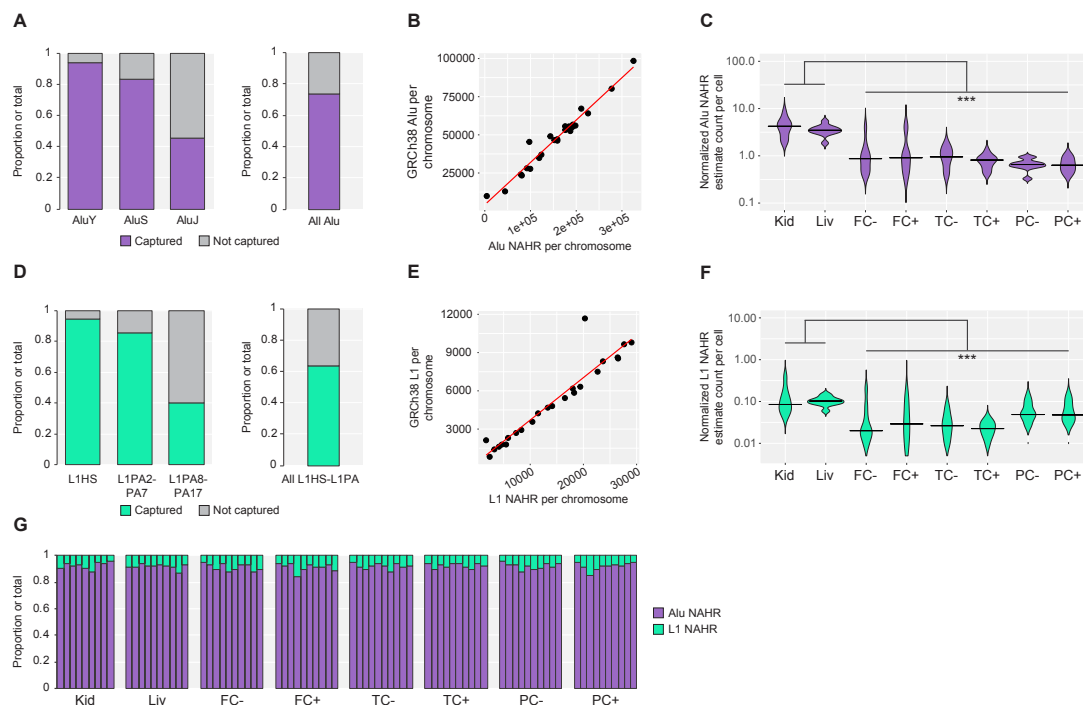 A
Proportion or total
1
0.8
0.6
0.4
0.2
0
AluY
AluS
AluJ
Proportion or total
1
0.8
0.6
0.4
0.2
0
All Alu
Captured
Not captured
B
GRCh38 Alu per
chromosome
100000
75000
50000
25000
0
1e+05
2e+05
3e+05
Alu NAHR per chromosome
C
Normalized Alu NAHR
estimate count per cell
100.0
10.0
1.0
0.1
***
Kid
Liv
FC-
FC+
TC-
TC+
PC-
PC+
D
Proportion or total
1
0.8
0.6
0.4
0.2
0
L1HS
L1PA2-
PA7
L1PA8-
PA17
Proportion or total
1
0.8
0.6
0.4
0.2
0
All L1HS-L1PA
Captured
Not captured
E
GRCh38 L1 per
chromosome
12000
9000
6000
3000
10000
20000
30000
L1 NAHR per chromosome
F
Normalized L1 NAHR
estimate count per cell
10.00
1.00
0.10
0.01
***
Kid
Liv
FC-
FC+
TC-
TC+
PC-
PC+
G
Proportion or total
1
0.8
0.6
0.4
0.2
0
Kid
Liv
FC-
FC+
TC-
TC+
PC-
PC+
Alu NAHR
L1 NAHR